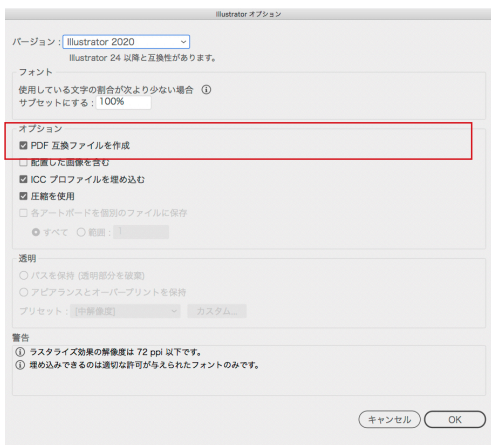 Illustrator オプション
バージョン : Illustrator 2020
Illustrator 24 以降と互換性があります。
フォント
使用している文字の割合が次より少ない場合
サブセットにする : 100%
オプション
PDF 互換ファイルを作成
配置した画像を含む
ICC プロファイルを埋め込む
圧縮を使用
各アートボードを個別のファイルに保存
すべて 範囲 : 1
透明
パスを保持 (透明部分を破棄)
アピアランスとオーバープリントを保持
プリセット : [中解像度] カスタム...
警告
ラスタライズ効果の解像度は 72 ppi 以下です。
埋め込みできるのは適切な許可が与えられたフォントのみです。
キャンセル OK